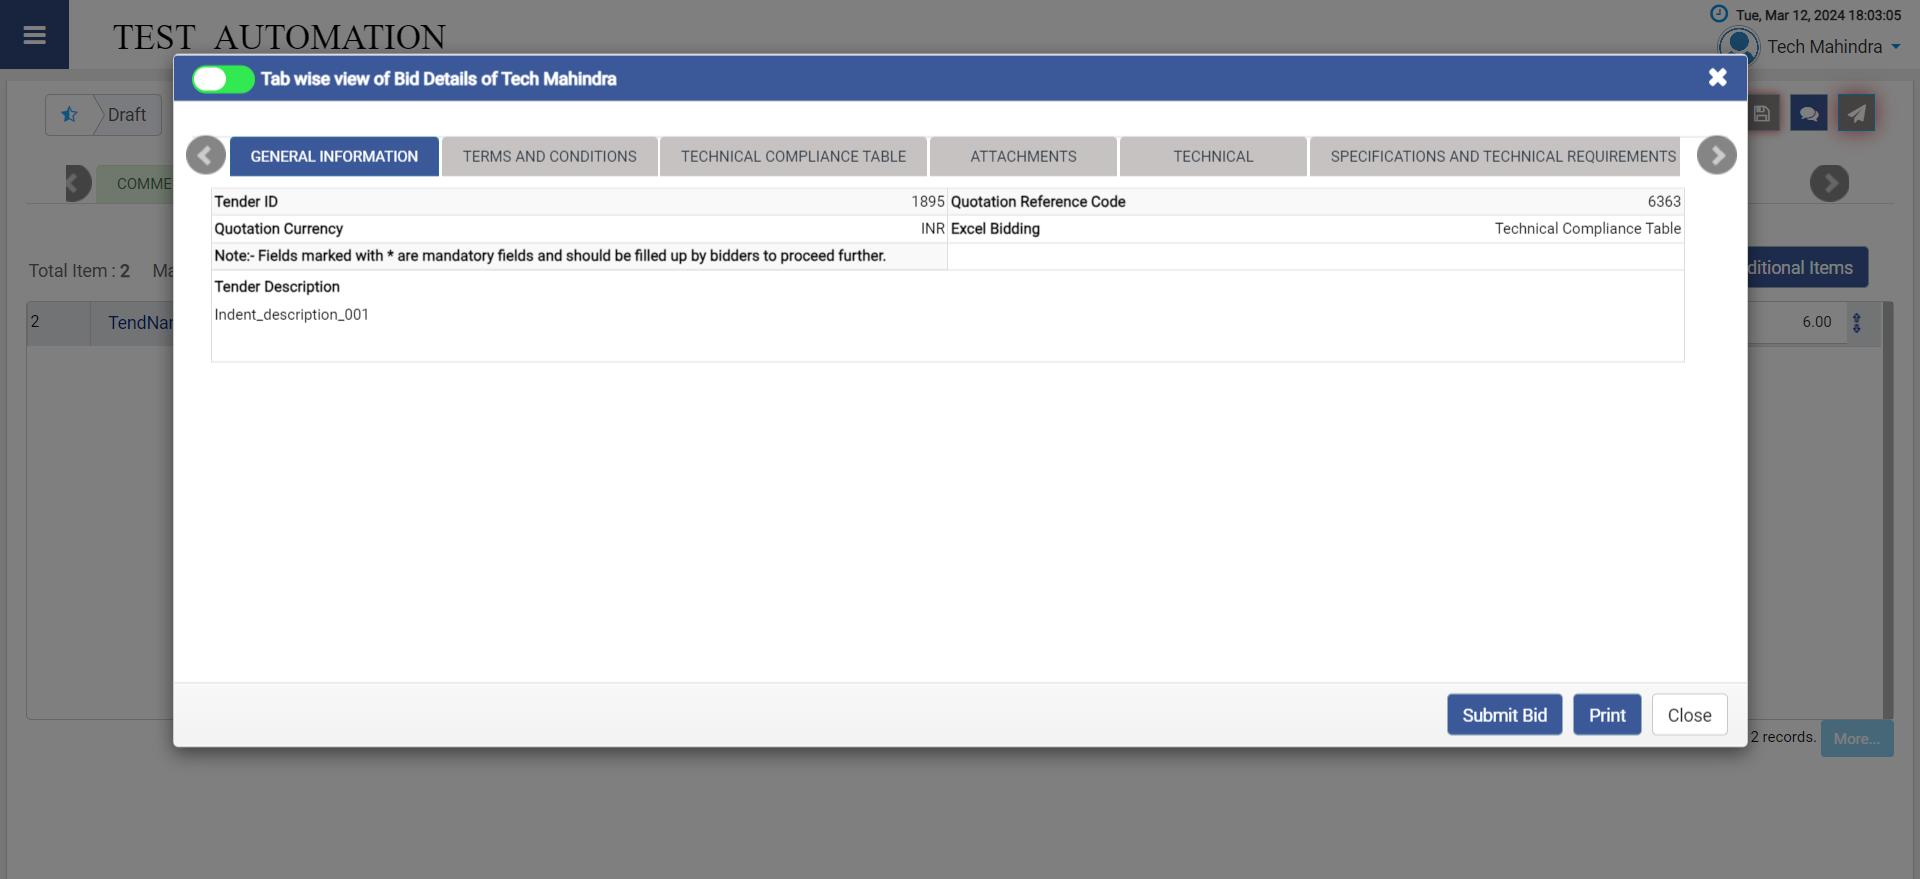 TEST AUTOMATION
Tue, Mar 12, 2024 18:03:05
Tech Mahindra
Tab wise view of Bid Details of Tech Mahindra
Draft
GENERAL INFORMATION TERMS AND CONDITIONS TECHNICAL COMPLIANCE TABLE ATTACHMENTS TECHNICAL SPECIFICATIONS AND TECHNICAL REQUIREMENTS
COMME
Tender ID 1895 Quotation Reference Code 6363
Quotation Currency INR Excel Bidding Technical Compliance Table
Note:- Fields marked with * are mandatory fields and should be filled up by bidders to proceed further.
Total Item : 2 Ma
ditional Items
Tender Description
Indent_description_001
2 TendNar
6.00
Submit Bid Print Close
2 records. More...